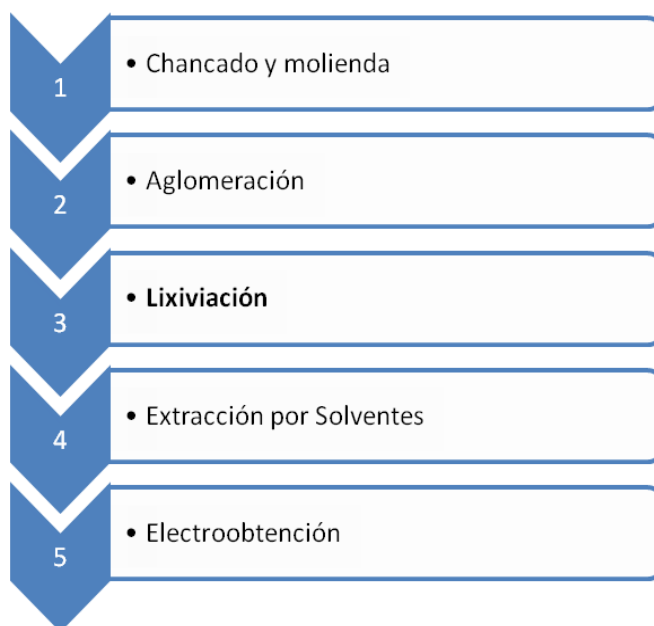 1
• Chancado y molienda
2
• Aglomeración
3
• Lixiviación
4
• Extracción por Solventes
5
• Electroobtención